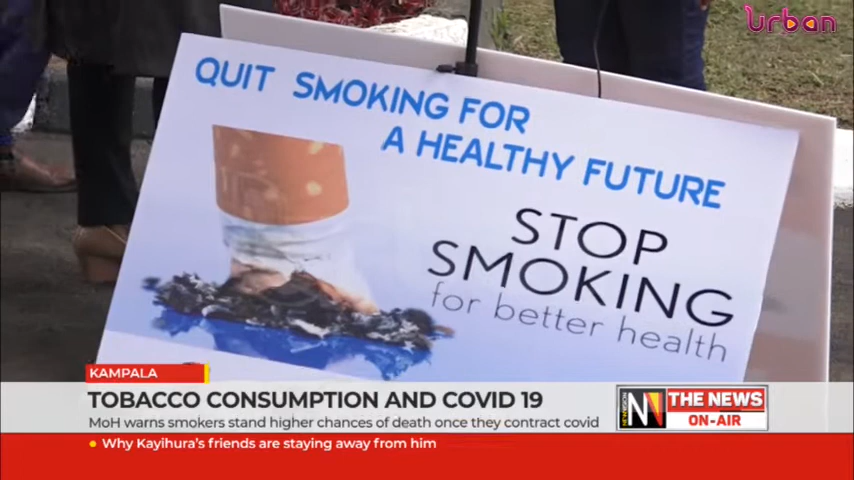 urban
QUIT SMOKING FOR
A HEALTHY FUTURE
STOP
SMOKING
for better health
KAMPALA
TOBACCO CONSUMPTION AND COVID 19
MoH warns smokers stand higher chances of death once they contract covid
N
THE NEWS
ON-AIR
Why Kayihura's friends are staying away from him